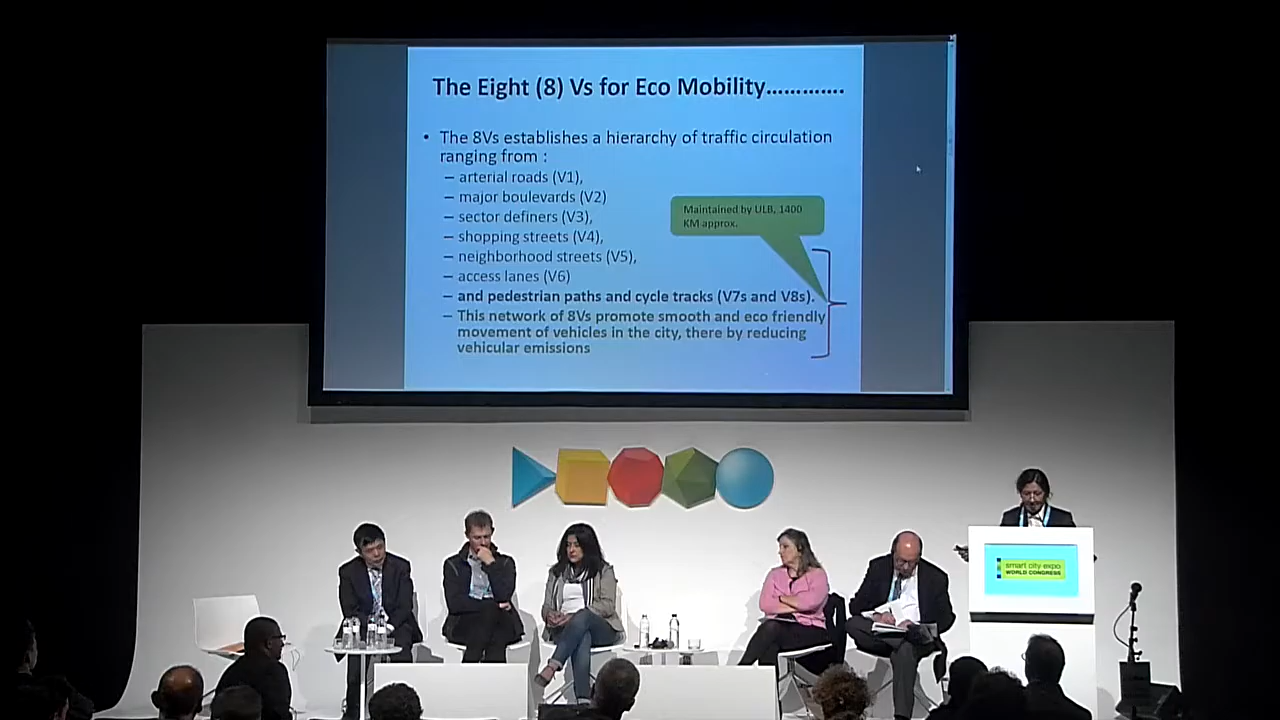 The Eight (8) Vs for Eco Mobility.............
• The 8Vs establishes a hierarchy of traffic circulation
ranging from :
– arterial roads (V1),
– major boulevards (V2)
– sector definers (V3),
– shopping streets (V4),
– neighborhood streets (V5),
– access lanes (V6)
– and pedestrian paths and cycle tracks (V7s and V8s).
– This network of 8Vs promote smooth and eco friendly
movement of vehicles in the city, there by reducing
vehicular emissions
Maintained by ULB, 1400
KM approx.
smart city expo
WORLD CONGRESS